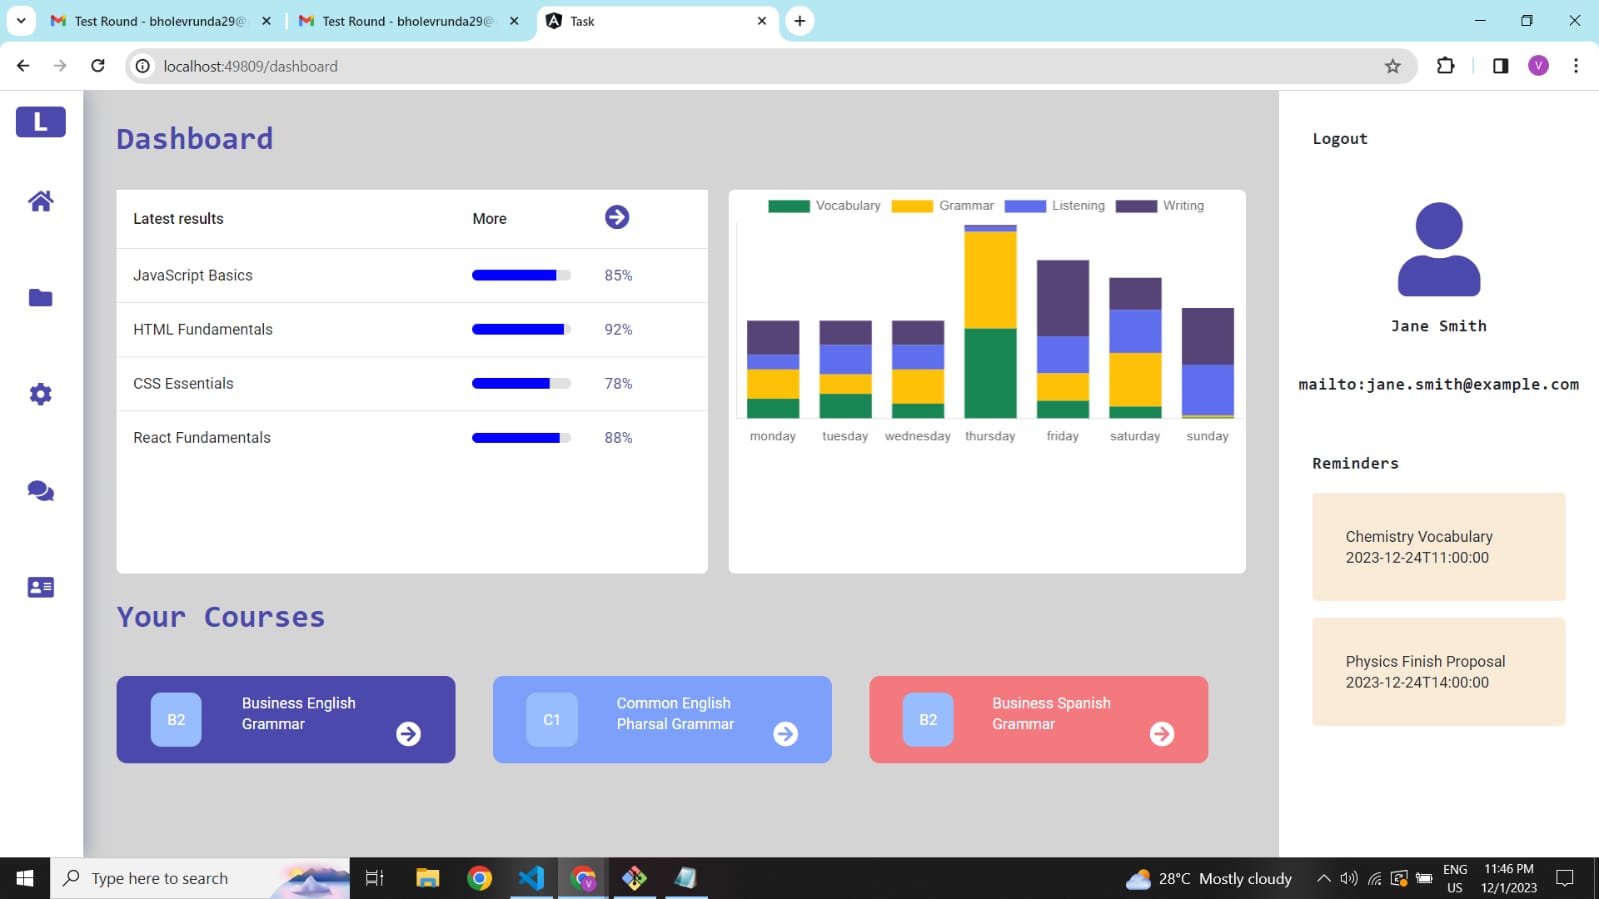 Test Round - bholevrunda29@
Test Round - bholevrunda29@
Task
localhost:49809/dashboard
V
L
Dashboard
Latest results More
JavaScript Basics 85%
HTML Fundamentals 92%
CSS Essentials 78%
React Fundamentals 88%
Vocabulary Grammar Listening Writing
monday tuesday wednesday thursday friday saturday sunday
Your Courses
B2
Business English
Grammar
C1
Common English
Pharsal Grammar
B2
Business Spanish
Grammar
Logout
Jane Smith
mailto:jane.smith@example.com
Reminders
Chemistry Vocabulary
2023-12-24T11:00:00
Physics Finish Proposal
2023-12-24T14:00:00
Type here to search
V
28°C Mostly cloudy
ENG
US
11:46 PM
12/1/2023